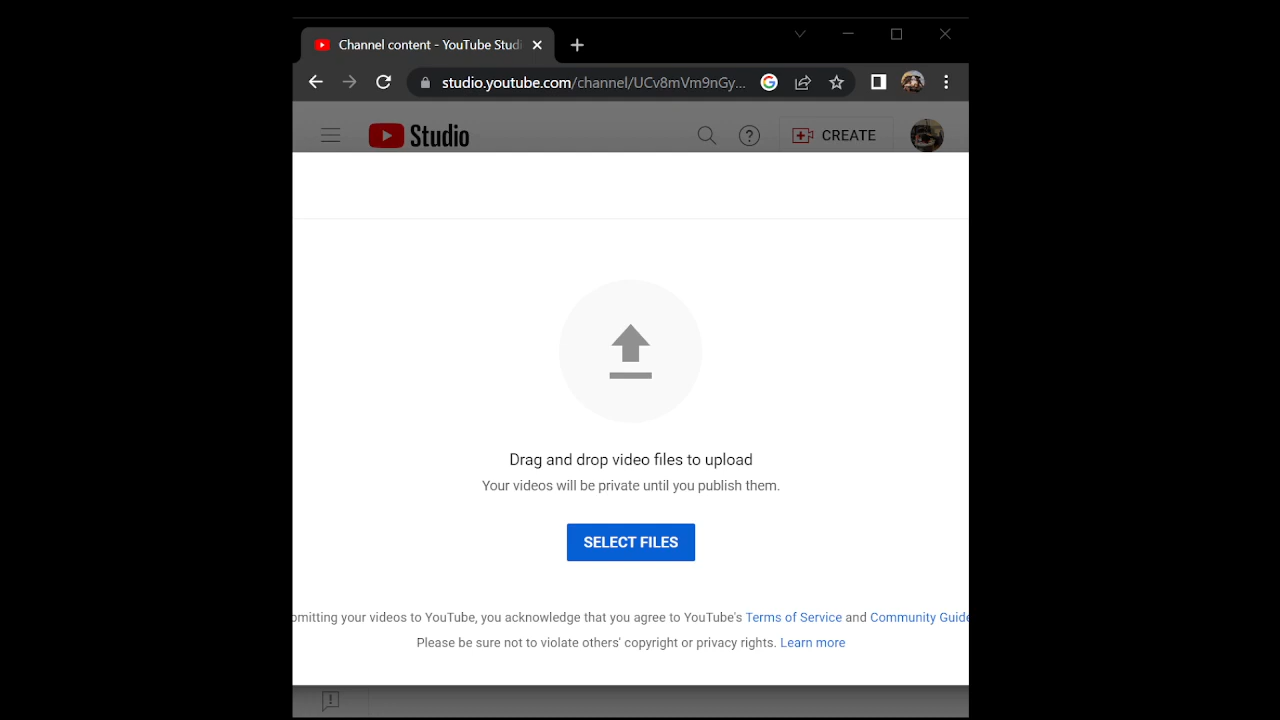 Channel content - YouTube Studi
studio.youtube.com/channel/UCv8mVm9nGy...
Studio
CREATE
Drag and drop video files to upload
Your videos will be private until you publish them.
SELECT FILES
omitting your videos to YouTube, you acknowledge that you agree to YouTube's Terms of Service and Community Guide
Please be sure not to violate others' copyright or privacy rights. Learn more